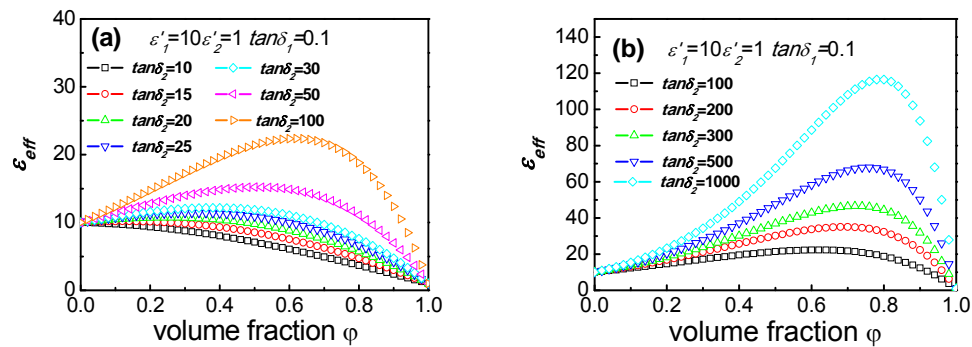 (a) ε'₁=10ε'₂=1 tanδ₁=0.1
tanδ₂=10
tanδ₂=15
tanδ₂=20
tanδ₂=25
tanδ₂=30
tanδ₂=50
tanδ₂=100
40
30
20
10
0
ε_eff
0.0 0.2 0.4 0.6 0.8 1.0
volume fraction φ
(b) ε'₁=10ε'₂=1 tanδ₁=0.1
tanδ₂=100
tanδ₂=200
tanδ₂=300
tanδ₂=500
tanδ₂=1000
140
120
100
80
60
40
20
0
ε_eff
0.0 0.2 0.4 0.6 0.8 1.0
volume fraction φ